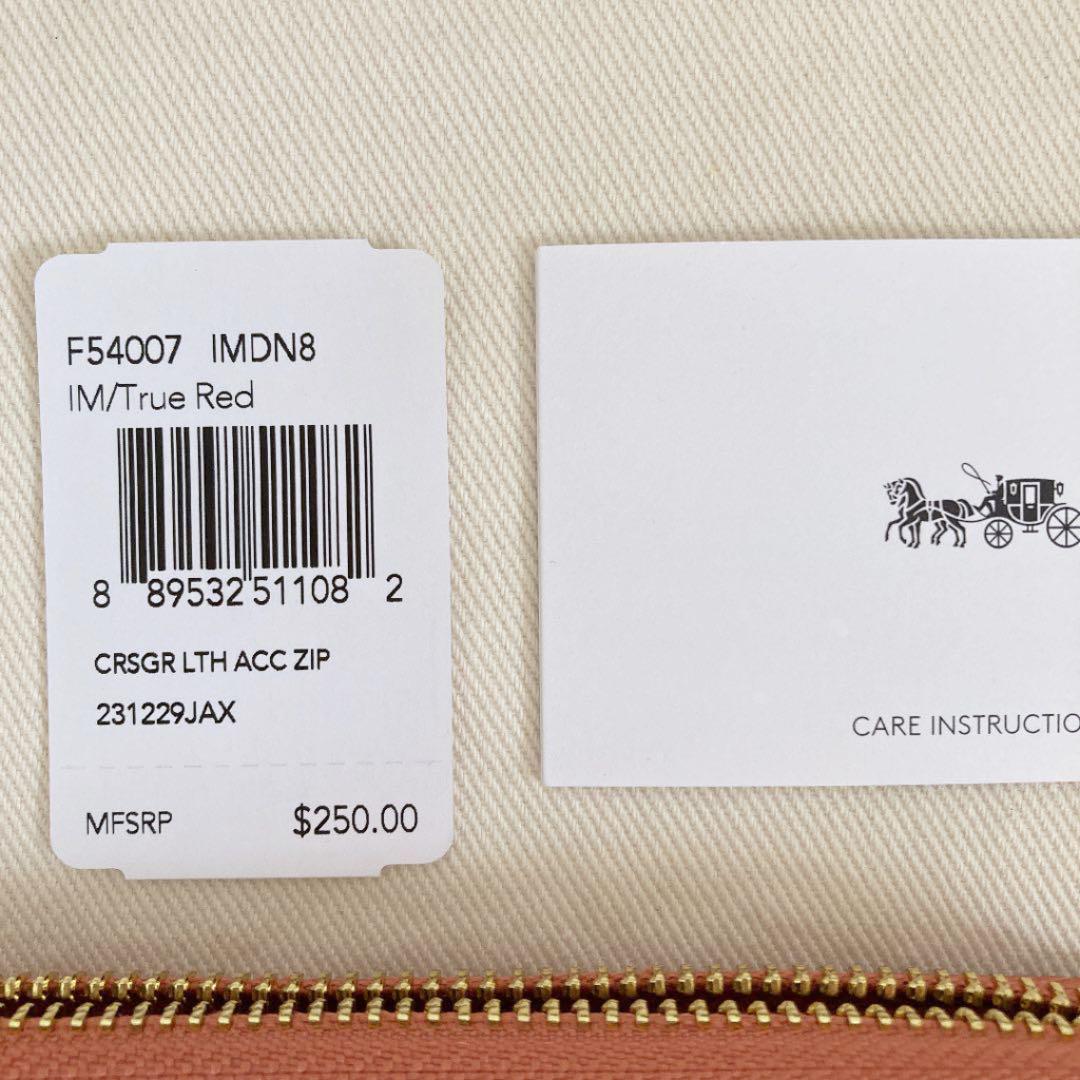 F54007 IMDN8
IM/True Red
8 89532 51108 2
CRSGR LTH ACC ZIP
231229JAX
MFSRP $250.00
CARE INSTRUCTIO